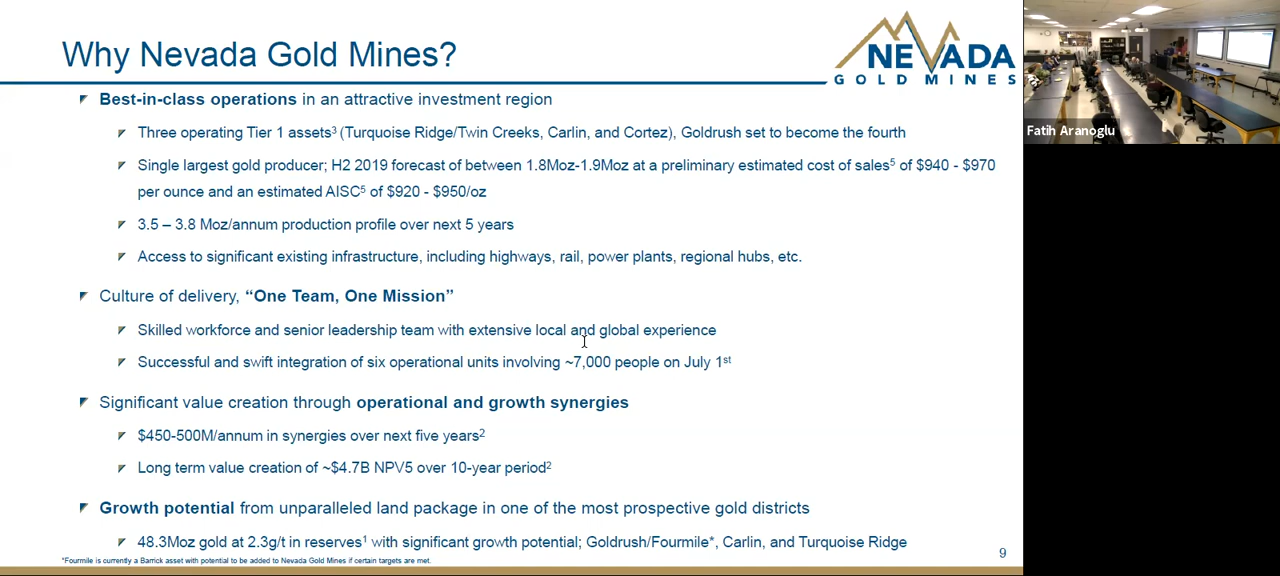 Why Nevada Gold Mines?
NEVADA
GOLD MINES
Fatih Aranoglu
Best-in-class operations in an attractive investment region
Three operating Tier 1 assets³ (Turquoise Ridge/Twin Creeks, Carlin, and Cortez), Goldrush set to become the fourth
Single largest gold producer; H2 2019 forecast of between 1.8Moz-1.9Moz at a preliminary estimated cost of sales⁵ of $940 - $970
per ounce and an estimated AISC⁵ of $920 - $950/oz
3.5 – 3.8 Moz/annum production profile over next 5 years
Access to significant existing infrastructure, including highways, rail, power plants, regional hubs, etc.
Culture of delivery, “One Team, One Mission”
Skilled workforce and senior leadership team with extensive local and global experience
Successful and swift integration of six operational units involving ~7,000 people on July 1st
Significant value creation through operational and growth synergies
$450-500M/annum in synergies over next five years²
Long term value creation of ~$4.7B NPV5 over 10-year period²
Growth potential from unparalleled land package in one of the most prospective gold districts
48.3Moz gold at 2.3g/t in reserves¹ with significant growth potential; Goldrush/Fourmile*, Carlin, and Turquoise Ridge
*Fourmile is currently a Barrick asset with potential to be added to Nevada Gold Mines if certain targets are met.
9